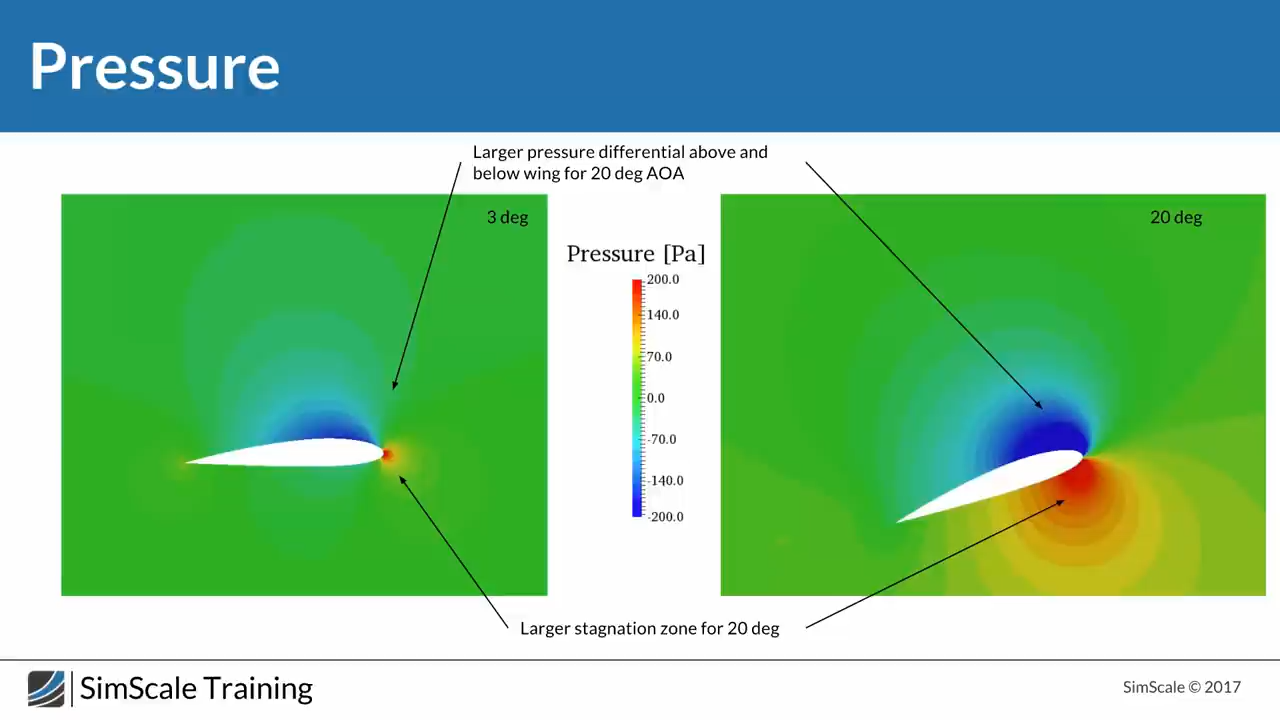 Pressure
Larger pressure differential above and
below wing for 20 deg AOA
3 deg
20 deg
Pressure [Pa]
200.0
140.0
70.0
0.0
-70.0
-140.0
-200.0
Larger stagnation zone for 20 deg
SimScale Training
SimScale © 2017